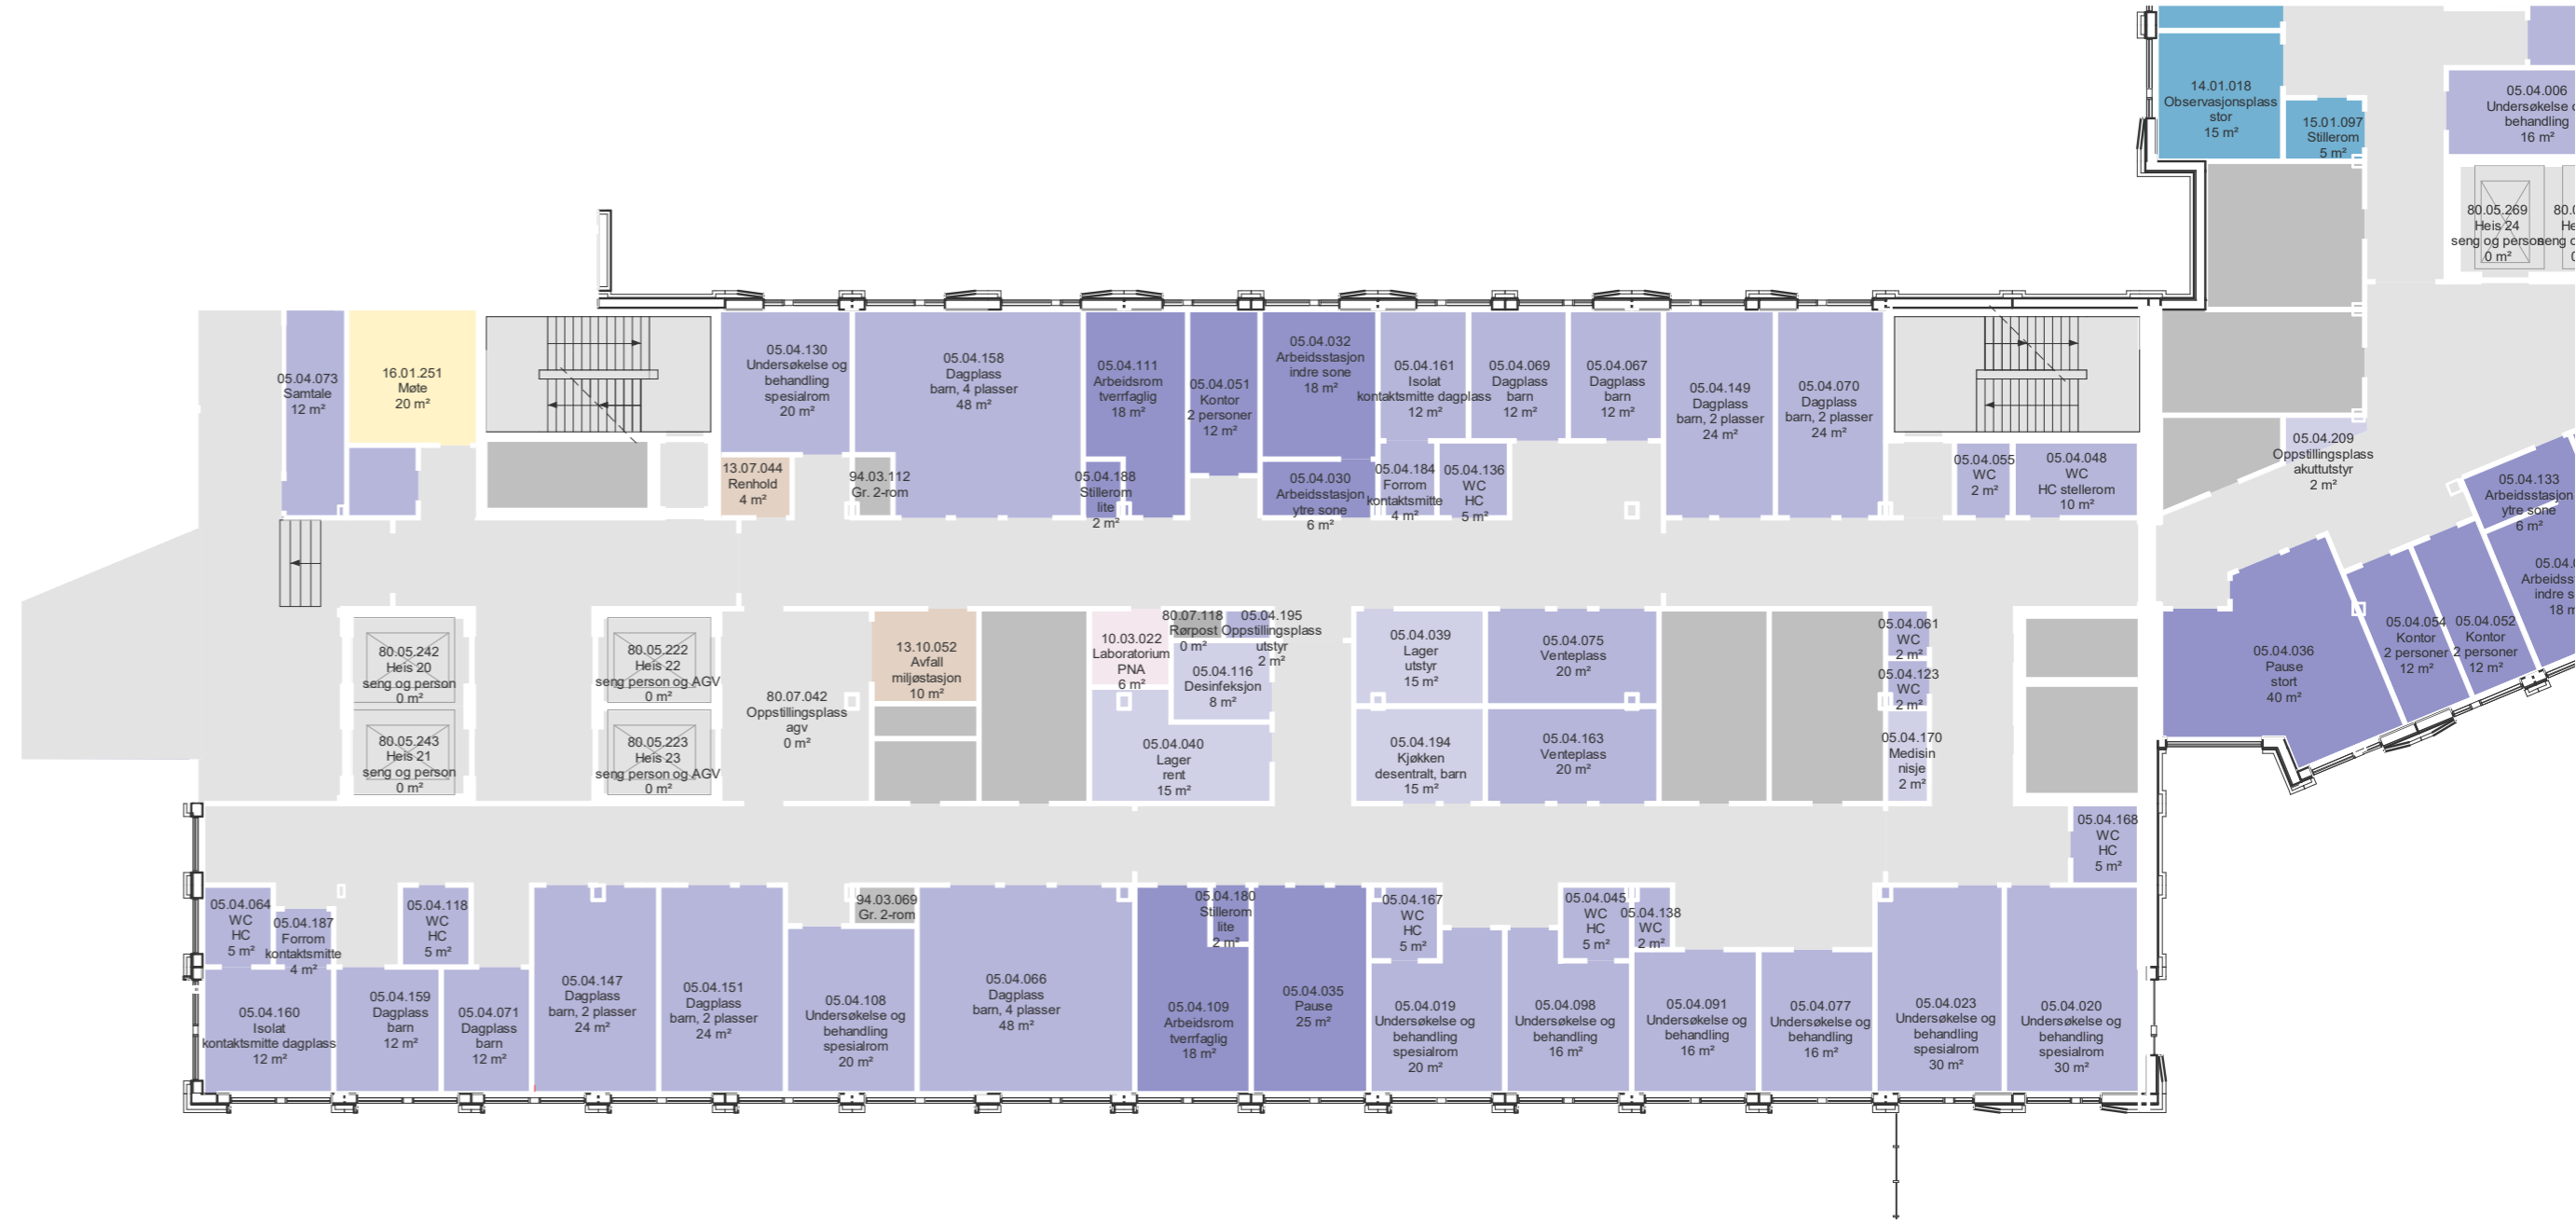 14.01.018
Observasjonsplass
stor
15 m²
15.01.097
Stillerom
5 m²
05.04.006
Undersøkelse
behandling
16 m²
80.05.269
Heis 24
seng og person
0 m²
05.04.073
Samtale
12 m²
16.01.251
Møte
20 m²
05.04.130
Undersøkelse og
behandling
spesialrom
20 m²
05.04.158
Dagplass
barn, 4 plasser
48 m²
05.04.111
Arbeidsrom
tverrfaglig
18 m²
05.04.051
Kontor
2 personer
12 m²
05.04.032
Arbeidsstasjon
indre sone
18 m²
05.04.161
Isolat
kontaktsmitte dagplass
12 m²
05.04.069
Dagplass
barn
12 m²
05.04.067
Dagplass
barn
12 m²
05.04.149
Dagplass
barn, 2 plasser
24 m²
05.04.070
Dagplass
barn, 2 plasser
24 m²
13.07.044
Renhold
4 m²
94.03.112
Gr. 2-rom
05.04.188
Stillerom
lite
2 m²
05.04.030
Arbeidsstasjon
ytre sone
6 m²
05.04.184
Forrom
kontaktsmitte
4 m²
05.04.136
WC
HC
5 m²
05.04.055
WC
2 m²
05.04.048
WC
HC stellerom
10 m²
05.04.209
Oppstillingsplass
akuttutstyr
2 m²
05.04.133
Arbeidsstasjon
ytre sone
6 m²
indre
18
05.04.054
Kontor
2 personer
12 m²
05.04.052
Kontor
2 personer
12 m²
05.04.036
Pause
stort
40 m²
80.05.242
Heis 20
seng og person
0 m²
80.05.222
Heis 22
seng person og AGV
0 m²
80.05.243
Heis 21
seng og person
0 m²
80.05.223
Heis 23
seng person og AGV
0 m²
80.07.042
Oppstillingsplass
agv
0 m²
13.10.052
Avfall
miljøstasjon
10 m²
10.03.022
Laboratorium
PNA
6 m²
80.07.118
Rørpost
0 m²
05.04.195
Oppstillingsplass
utstyr
2 m²
05.04.116
Desinfeksjon
8 m²
05.04.040
Lager
rent
15 m²
05.04.039
Lager
utstyr
15 m²
05.04.075
Venteplass
20 m²
05.04.194
Kjøkken
desentralt, barn
15 m²
05.04.163
Venteplass
20 m²
05.04.061
WC
2 m²
05.04.123
WC
2 m²
05.04.170
Medisin
nisje
2 m²
05.04.168
WC
HC
5 m²
05.04.064
WC
HC
5 m²
05.04.187
Forrom
kontaktsmitte
4 m²
05.04.118
WC
HC
5 m²
05.04.160
Isolat
kontaktsmitte dagplass
12 m²
05.04.159
Dagplass
barn
12 m²
05.04.071
Dagplass
barn
12 m²
05.04.147
Dagplass
barn, 2 plasser
24 m²
05.04.151
Dagplass
barn, 2 plasser
24 m²
94.03.069
Gr. 2-rom
05.04.108
Undersøkelse og
behandling
spesialrom
20 m²
05.04.066
Dagplass
barn, 4 plasser
48 m²
05.04.109
Arbeidsrom
tverrfaglig
18 m²
05.04.180
Stillerom
lite
2 m²
05.04.035
Pause
25 m²
05.04.167
WC
HC
5 m²
05.04.019
Undersøkelse og
behandling
spesialrom
20 m²
05.04.045
WC
HC
5 m²
05.04.138
WC
2 m²
05.04.098
Undersøkelse og
behandling
16 m²
05.04.091
Undersøkelse og
behandling
16 m²
05.04.077
Undersøkelse og
behandling
16 m²
05.04.023
Undersøkelse og
behandling
spesialrom
30 m²
05.04.020
Undersøkelse og
behandling
spesialrom
30 m²